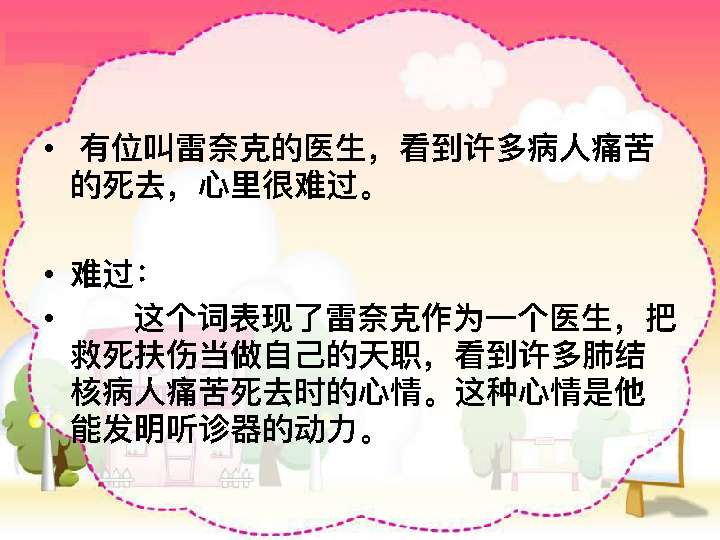 • 有位叫雷奈克的医生，看到许多病人痛苦
的死去，心里很难过。
• 难过：
• 这个词表现了雷奈克作为一个医生，把
救死扶伤当做自己的天职，看到许多肺结
核病人痛苦死去时的心情。这种心情是他
能发明听诊器的动力。